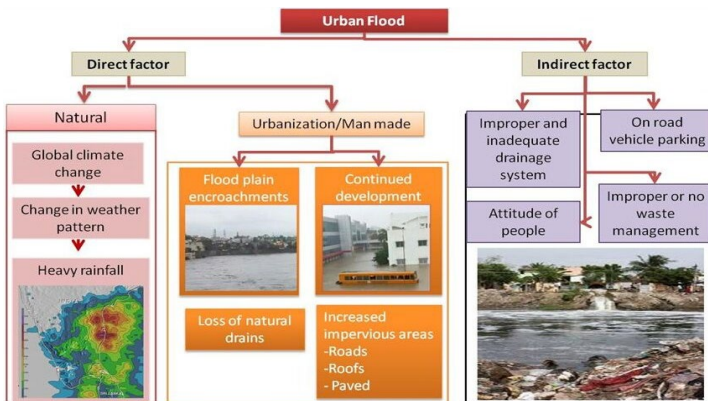 Urban Flood
Direct factor
Indirect factor
Natural
Global climate
change
Change in weather
pattern
Heavy rainfall
Urbanization/Man made
Flood plain
encroachments
Continued
development
Loss of natural
drains
Increased
impervious areas
-Roads
-Roofs
- Paved
Improper and
inadequate
drainage
system
On road
vehicle parking
Attitude of
people
Improper or no
waste
management